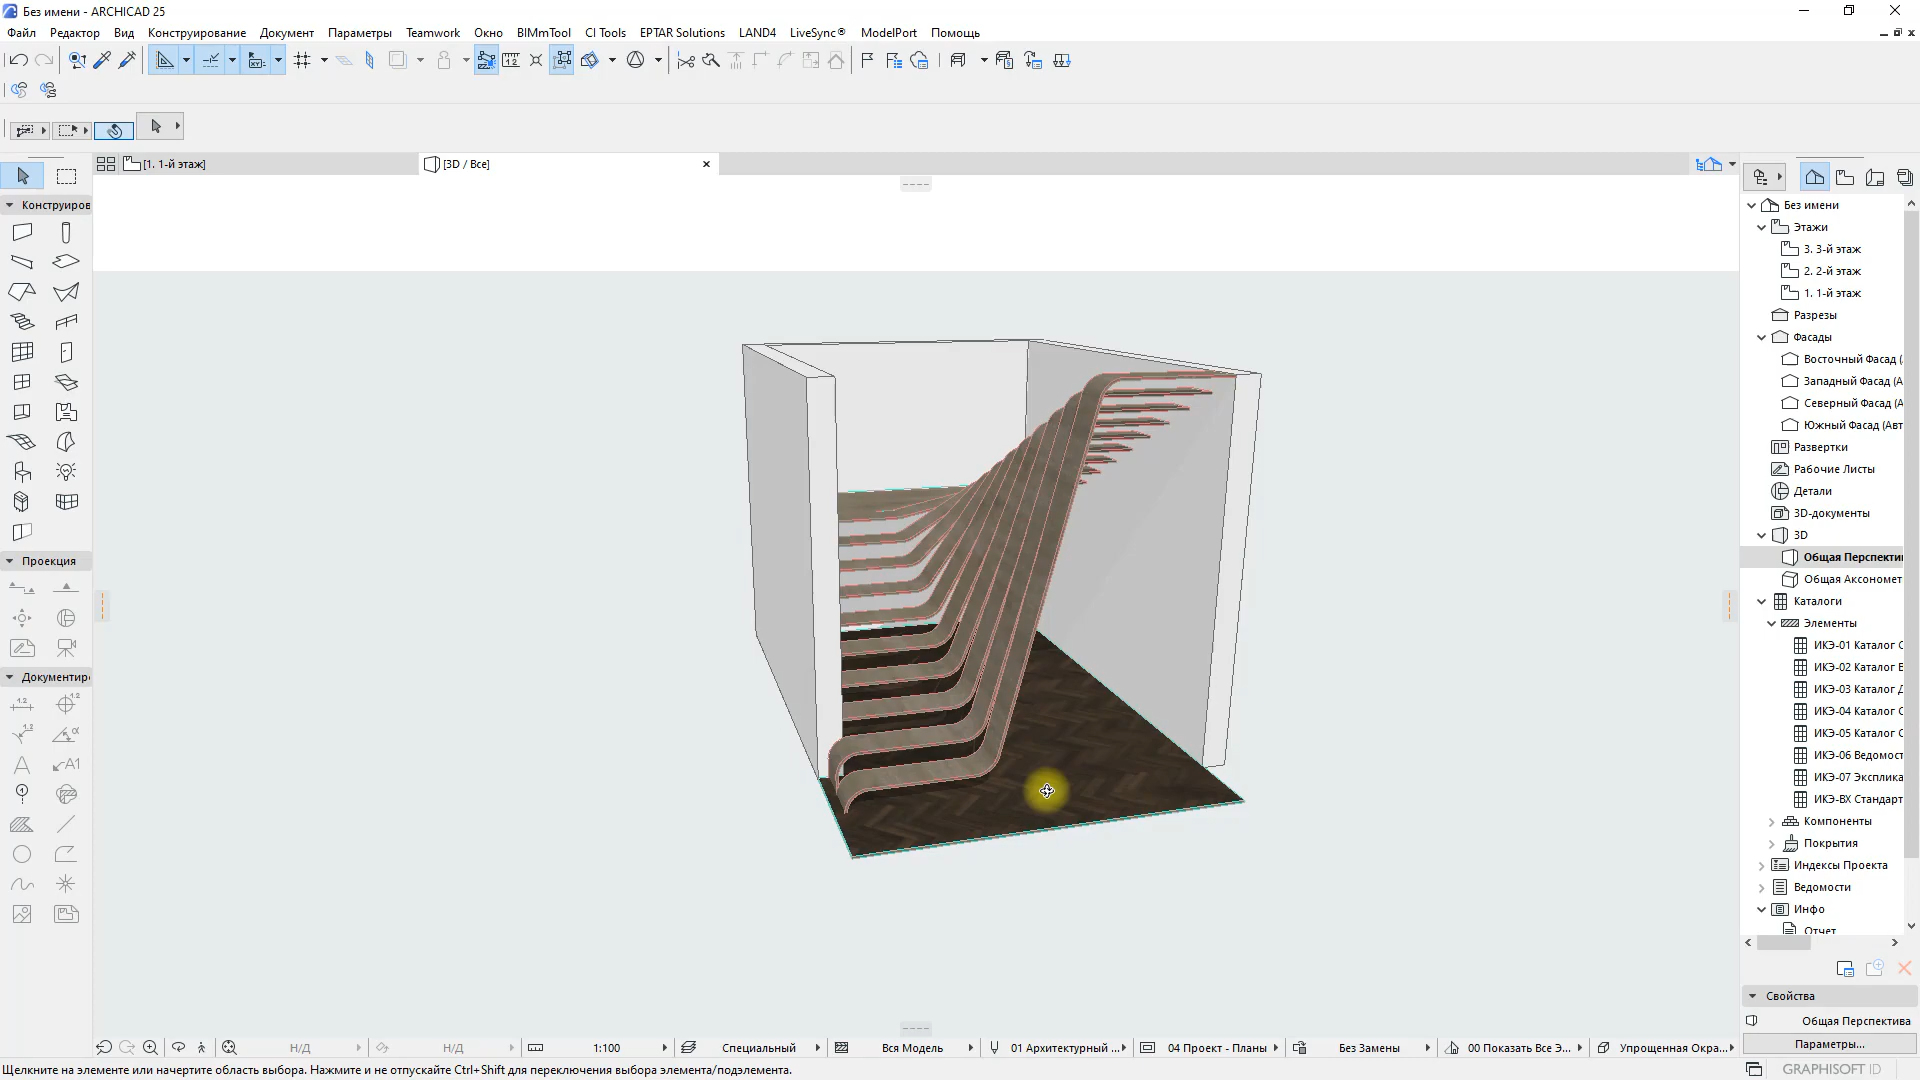 Без имени - ARCHICAD 25
Файл Редактор Вид Конструирование Документ Параметры Teamwork Окно BIMmTool CI Tools EPTAR Solutions LAND4 LiveSync® ModelPort Помощь
[1. 1-й этаж]
[3D / Все]
Конструиров
Проекция
Документир
Без имени
Этажи
3. 3-й этаж
2. 2-й этаж
1. 1-й этаж
Разрезы
Фасады
Восточный Фасад (
Западный Фасад (А
Северный Фасад (А
Южный Фасад (Авт
Развертки
Рабочие Листы
Детали
3D-документы
3D
Общая Перспекти
Общая Аксономет
Каталоги
Элементы
ИКЭ-01 Каталог С
ИКЭ-02 Каталог В
ИКЭ-03 Каталог Д
ИКЭ-04 Каталог С
ИКЭ-05 Каталог С
ИКЭ-06 Ведомост
ИКЭ-07 Эксплика
ИКЭ-ВХ Стандарт
Компоненты
Покрытия
Индексы Проекта
Ведомости
Инфо
Отчет
Свойства
Общая Перспектива
Параметры...
Н/Д
Н/Д
1:100
Специальный
Вся Модель
01 Архитектурный ...
04 Проект - Планы
Без Замены
00 Показать Все Э...
Упрощенная Окра...
Щелкните на элементе или начертите область выбора. Нажмите и не отпускайте Ctrl+Shift для переключения выбора элемента/подэлемента.
GRAPHISOFT ID